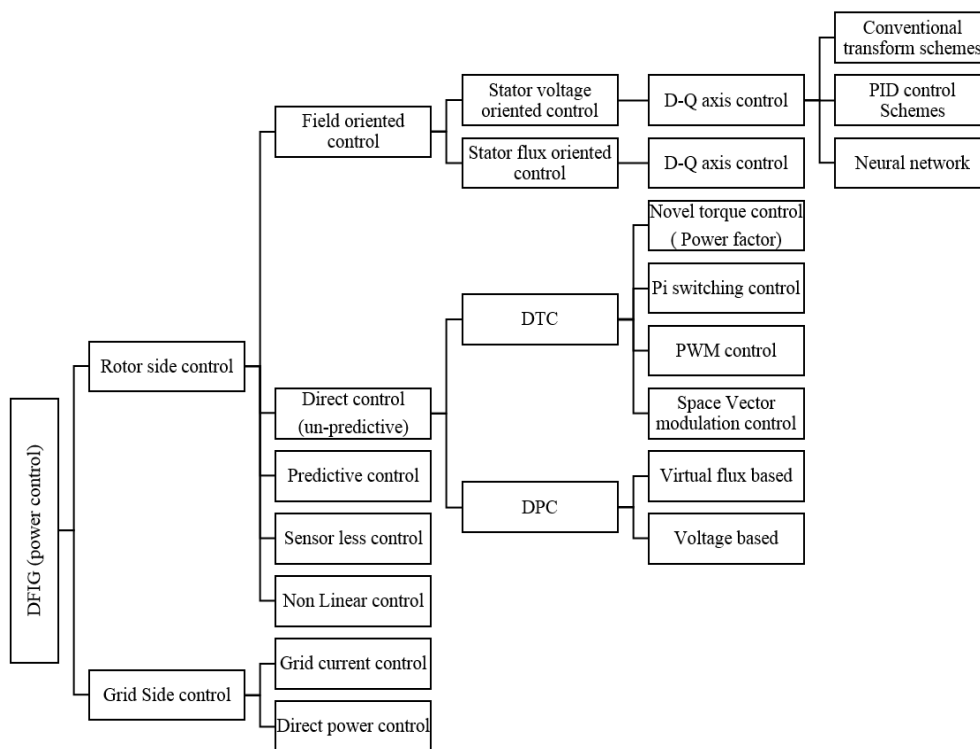 DFIG (power control)
Rotor side control
Field oriented
control
Stator voltage
oriented control
D-Q axis control
Conventional
transform schemes
PID control
Schemes
Neural network
Stator flux oriented
control
D-Q axis control
Direct control
(un-predictive)
DTC
Novel torque control
( Power factor)
Pi switching control
PWM control
Space Vector
modulation control
DPC
Virtual flux based
Voltage based
Predictive control
Sensor less control
Non Linear control
Grid Side control
Grid current control
Direct power control